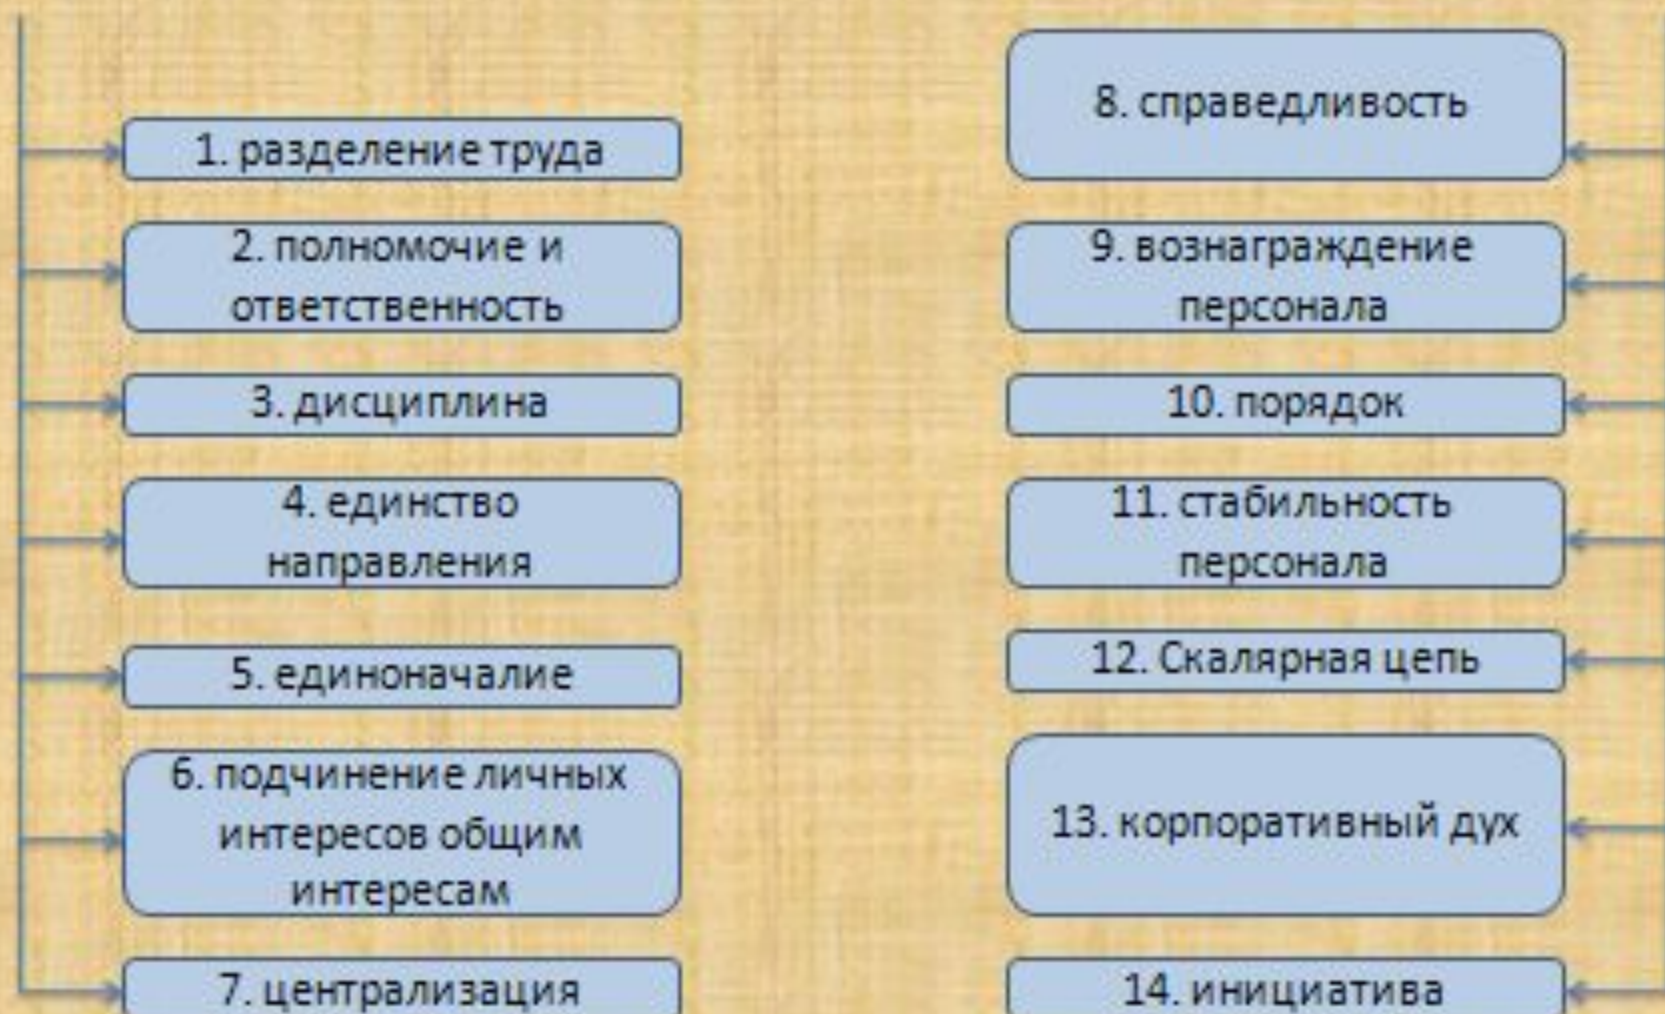 1. разделение труда
2. полномочие и
ответственность
3. дисциплина
4. единство
направления
5. единоначалие
6. подчинение личных
интересов общим
интересам
7. централизация
8. справедливость
9. вознаграждение
персонала
10. порядок
11. стабильность
персонала
12. Скалярная цепь
13. корпоративный дух
14. инициатива